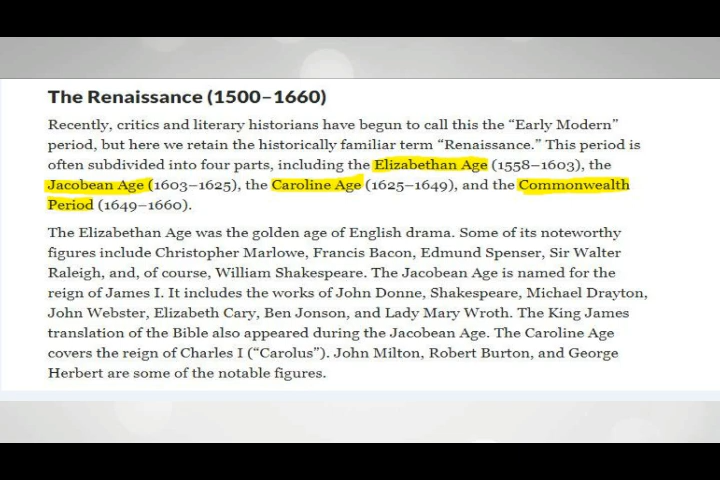 The Renaissance (1500–1660)
Recently, critics and literary historians have begun to call this the “Early Modern”
period, but here we retain the historically familiar term “Renaissance.” This period is
often subdivided into four parts, including the Elizabethan Age (1558–1603), the
Jacobean Age (1603–1625), the Caroline Age (1625–1649), and the Commonwealth
Period (1649–1660).
The Elizabethan Age was the golden age of English drama. Some of its noteworthy
figures include Christopher Marlowe, Francis Bacon, Edmund Spenser, Sir Walter
Raleigh, and, of course, William Shakespeare. The Jacobean Age is named for the
reign of James I. It includes the works of John Donne, Shakespeare, Michael Drayton,
John Webster, Elizabeth Cary, Ben Jonson, and Lady Mary Wroth. The King James
translation of the Bible also appeared during the Jacobean Age. The Caroline Age
covers the reign of Charles I (“Carolus”). John Milton, Robert Burton, and George
Herbert are some of the notable figures.